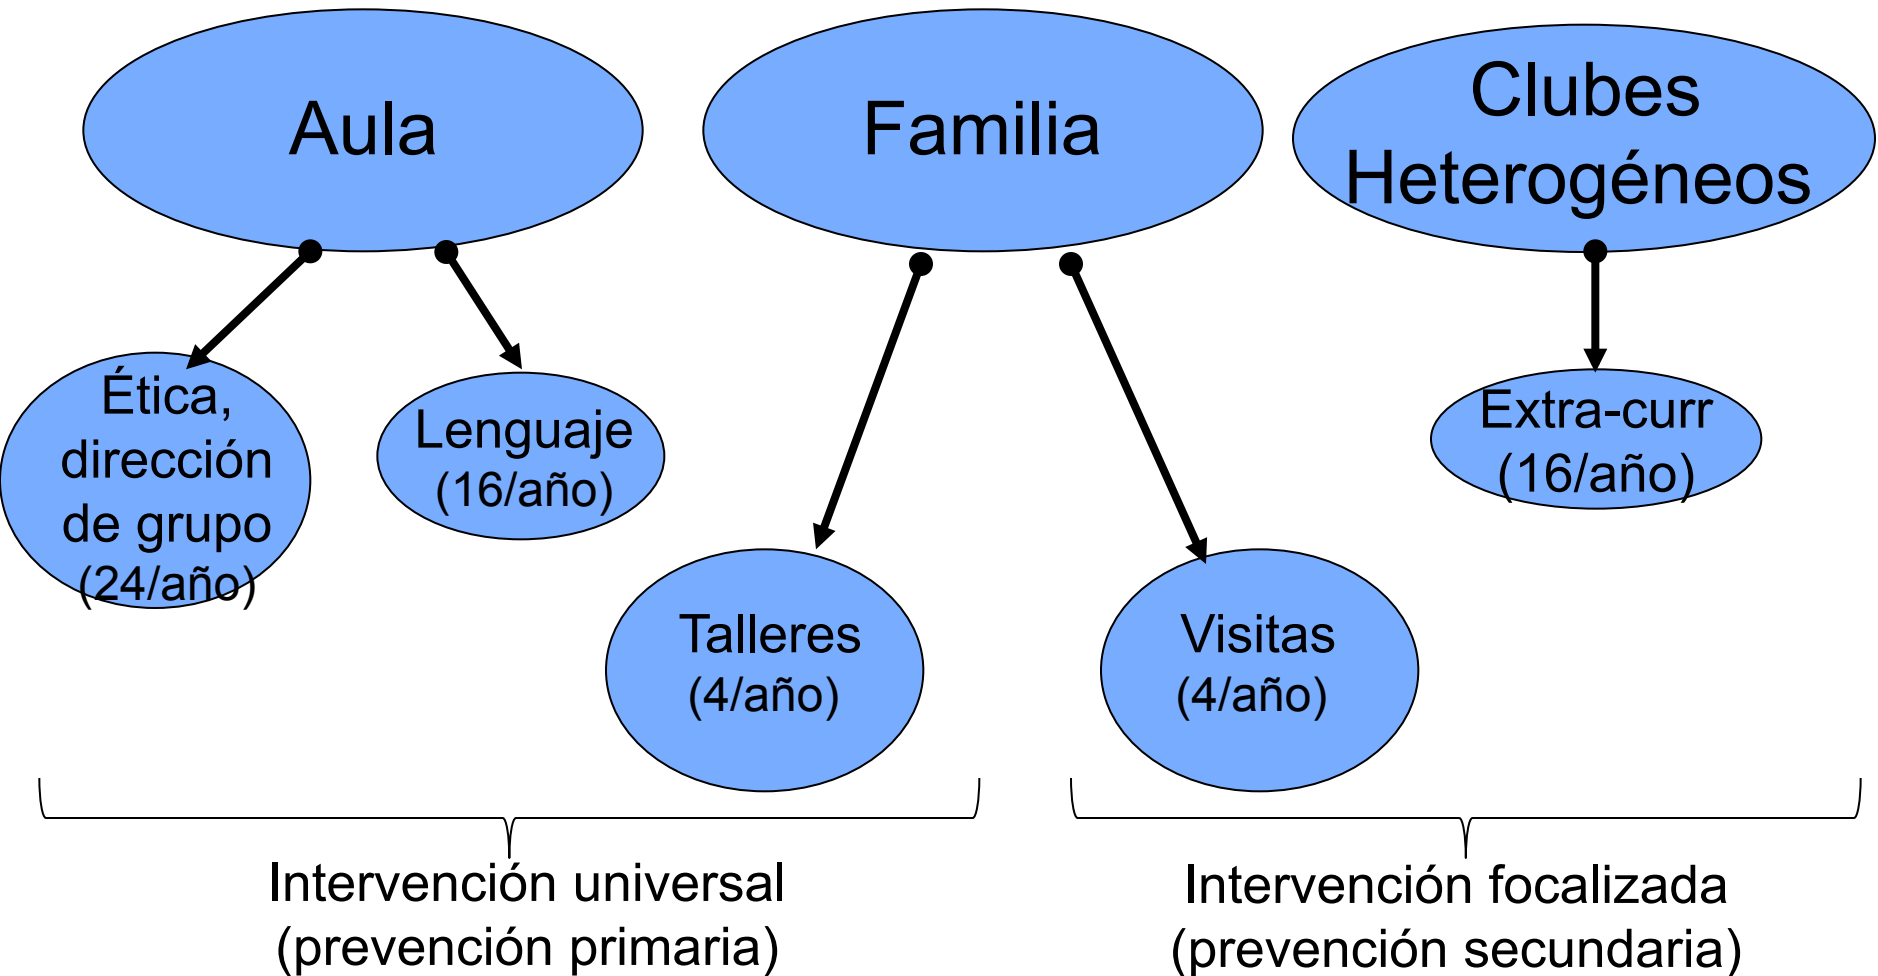 Aula
Familia
Clubes
Heterogéneos
Ética,
dirección
de grupo
(24/año)
Lenguaje
(16/año)
Extra-curr
(16/año)
Talleres
(4/año)
Visitas
(4/año)
Intervención universal
(prevención primaria)
Intervención focalizada
(prevención secundaria)